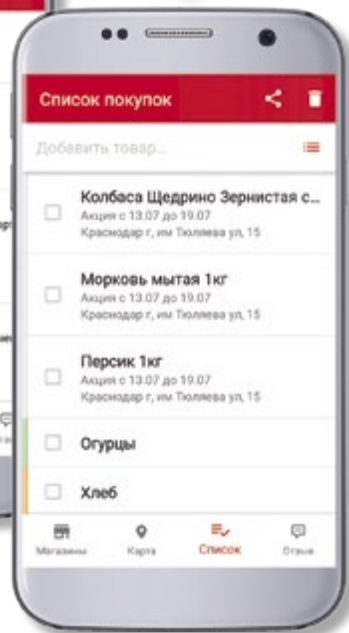 Список покупок
Добавить товар...
Колбаса Щедрино Зернистая с...
Акция с 13.07 до 19.07
Краснодар г, им Тюляева ул, 15
Морковь мытая 1кг
Акция с 13.07 до 19.07
Краснодар г, им Тюляева ул, 15
Персик 1кг
Акция с 13.07 до 19.07
Краснодар г, им Тюляева ул, 15
Огурцы
Хлеб
Магазины Карта Список Отзыв